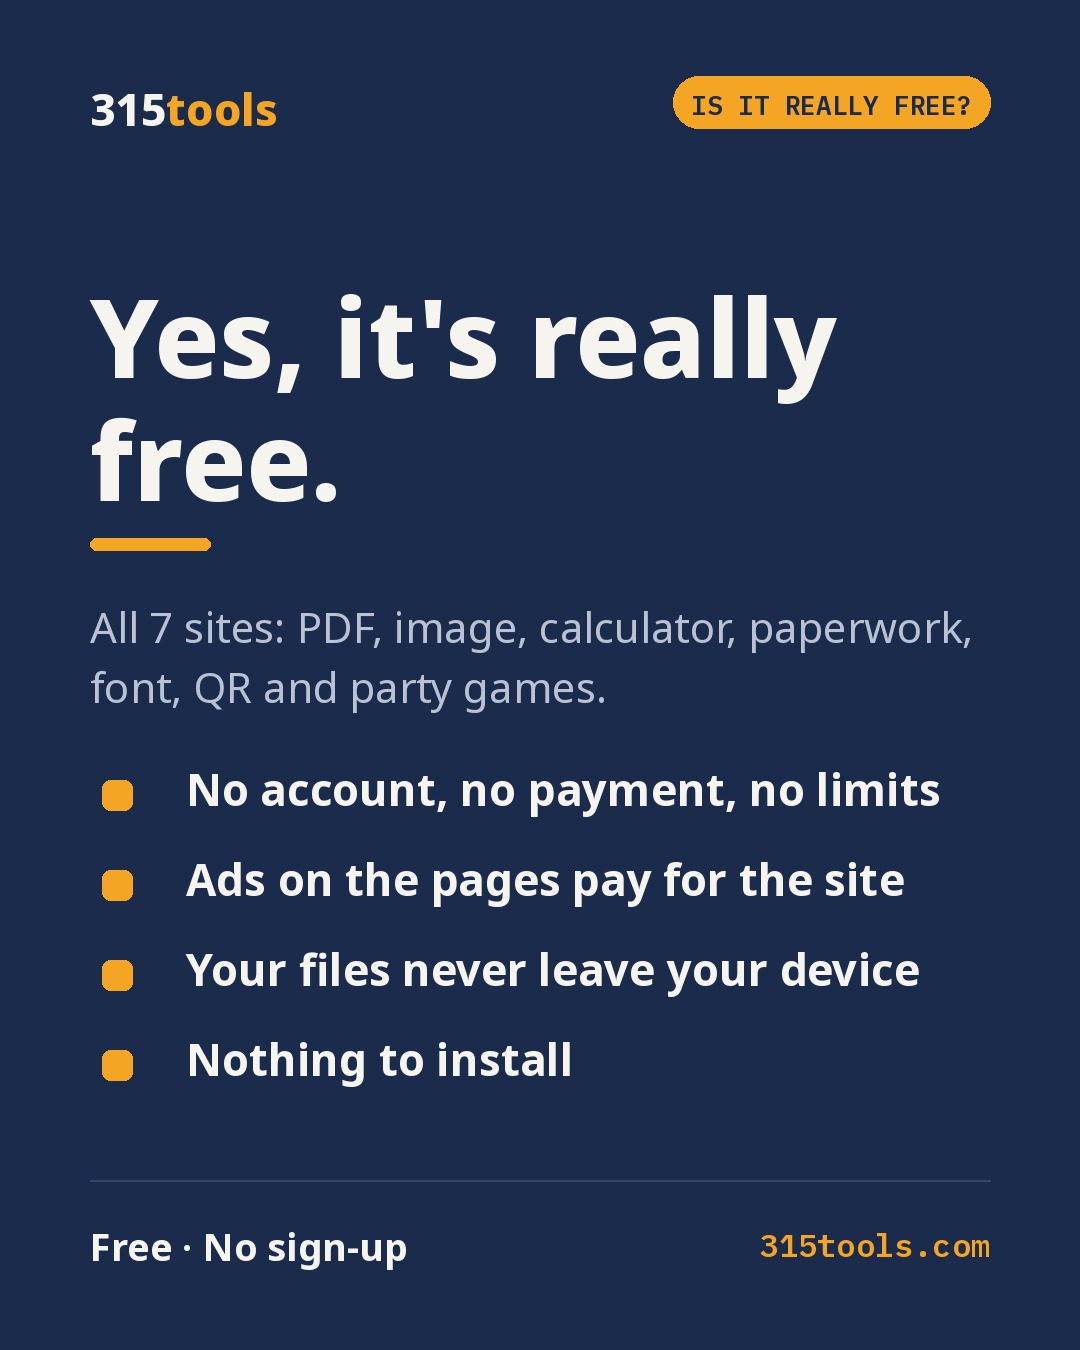 315tools
IS IT REALLY FREE?
Yes, it's really
free.
All 7 sites: PDF, image, calculator, paperwork,
font, QR and party games.
No account, no payment, no limits
Ads on the pages pay for the site
Your files never leave your device
Nothing to install
Free · No sign-up
315tools.com